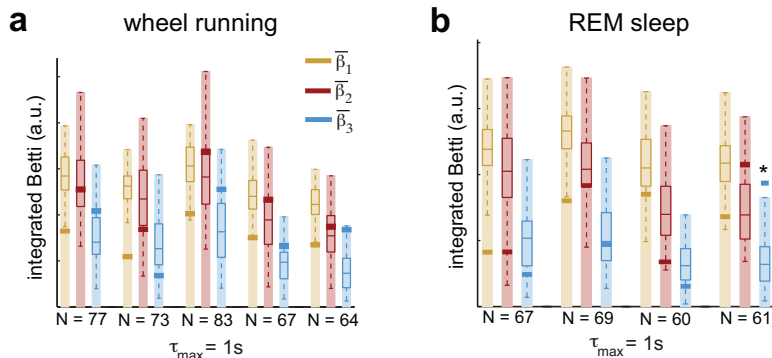 a wheel running
integrated Betti (a.u.)
β̅₁
β̅₂
β̅₃
N = 77 N = 73 N = 83 N = 67 N = 64
τmax = 1s
b REM sleep
integrated Betti (a.u.)
*
N = 67 N = 69 N = 60 N = 61
τmax = 1s